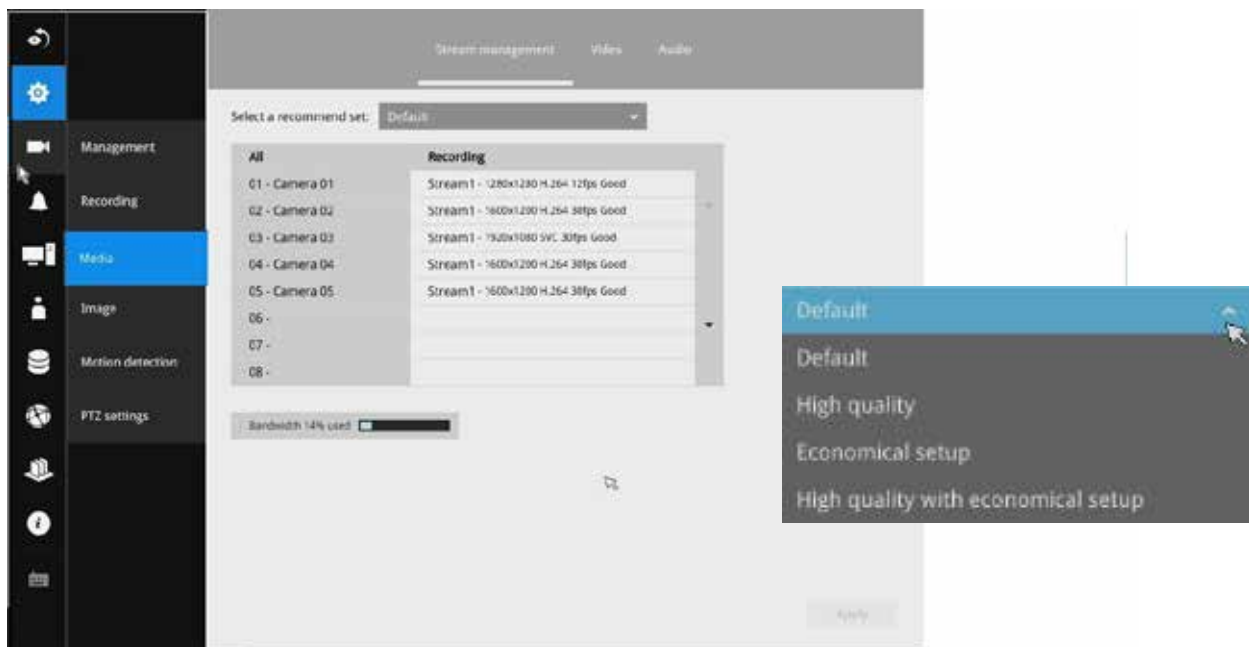 Stream management Video Audio
Select a recommend set: Default
Management
Recording
Media
Image
Motion detection
PTZ settings
All Recording
01 - Camera 01 Stream1 - 1280x1280 H.264 12fps Good
02 - Camera 02 Stream1 - 1600x1200 H.264 30fps Good
03 - Camera 03 Stream1 - 1920x1080 SVC 30fps Good
04 - Camera 04 Stream1 - 1600x1200 H.264 30fps Good
05 - Camera 05 Stream1 - 1600x1200 H.264 30fps Good
06 -
07 -
08 -
Bandwidth 14% used
Apply
Default
Default
High quality
Economical setup
High quality with economical setup